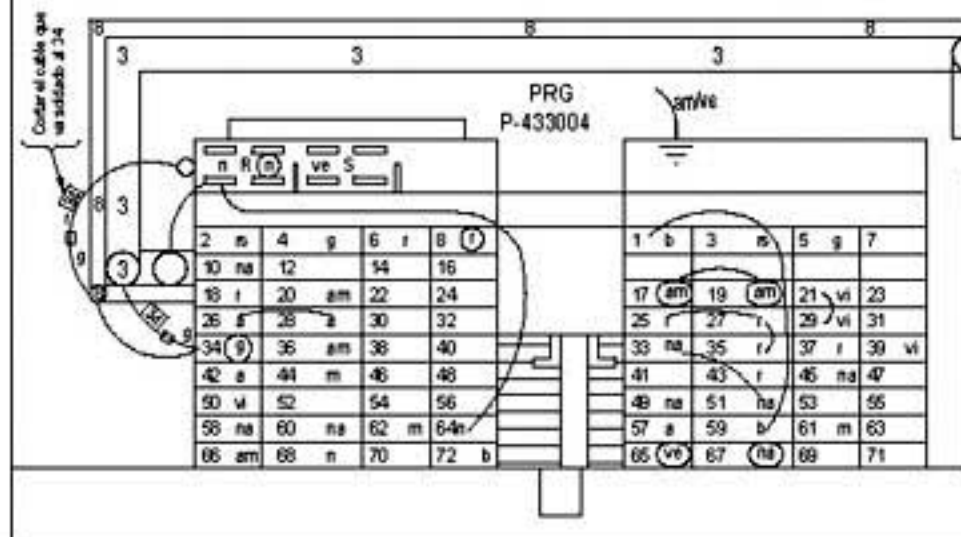 Cortar el cable que
va soldado al 34
8 8 8
3 3 3
PRG
P-433004
am/ve
n R n ve S
8 3
g
3
34
g
2 m 4 g 6 r 8 r
10 na 12 14 16
18 r 20 am 22 24
26 a 28 a 30 32
34 g 36 am 38 40
42 a 44 m 46 48
50 vi 52 54 56
58 na 60 na 62 m 64 n
66 am 68 n 70 72 b
1 b 3 m 5 g 7
17 am 19 am 21 vi 23
25 r 27 r 29 vi 31
33 na 35 r 37 r 39 vi
41 43 r 45 na 47
49 na 51 na 53 55
57 a 59 b 61 m 63
65 ve 67 na 69 71